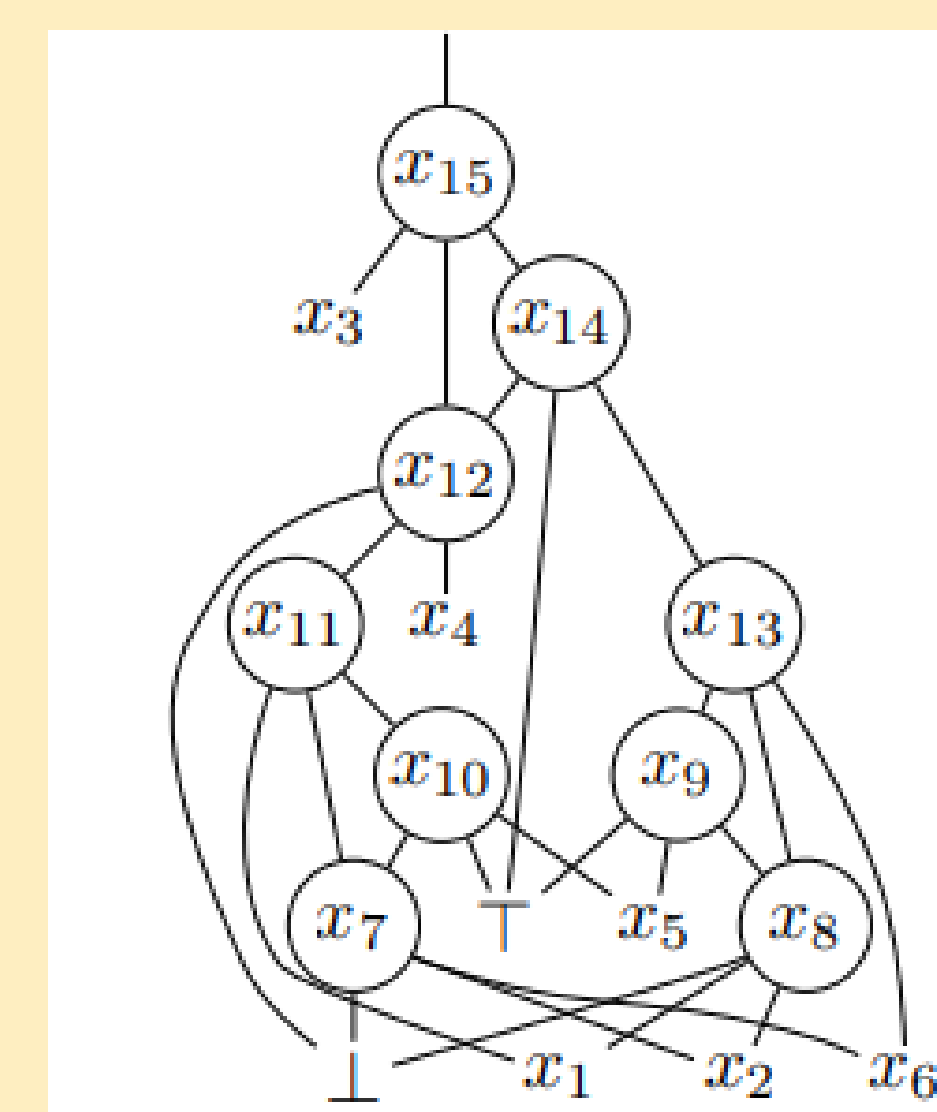 x₁₅
x₃ x₁₄
x₁₂
x₁₁ x₄ x₁₃
x₁₀ x₉
x₇ ⊤ x₅ x₈
⊥ x₁ x₂ x₆